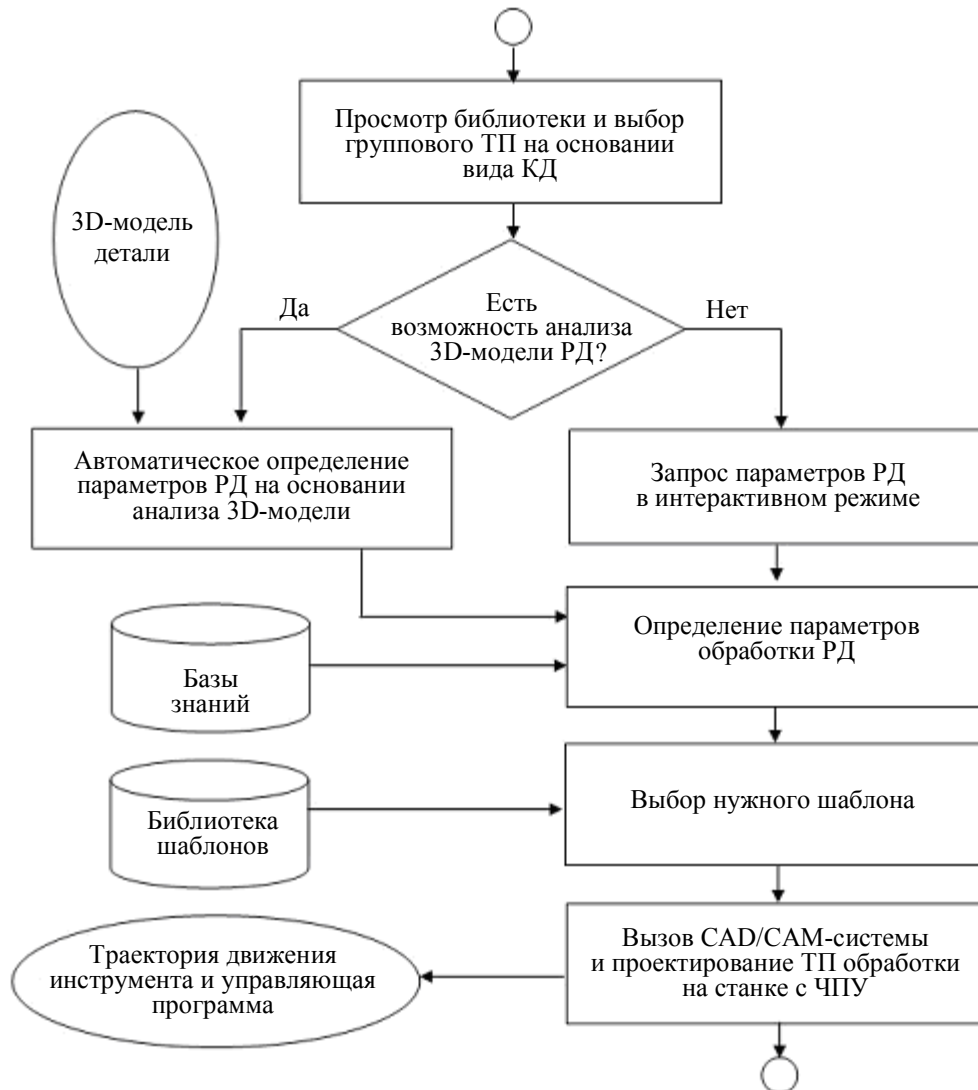 Просмотр библиотеки и выбор
группового ТП на основании
вида КД
3D-модель
детали
Есть
возможность анализа
3D-модели РД?
Да
Нет
Автоматическое определение
параметров РД на основании
анализа 3D-модели
Запрос параметров РД
в интерактивном режиме
Определение параметров
обработки РД
Базы
знаний
Выбор нужного шаблона
Библиотека
шаблонов
Вызов CAD/CAM-системы
и проектирование ТП обработки
на станке с ЧПУ
Траектория движения
инструмента и управляющая
программа